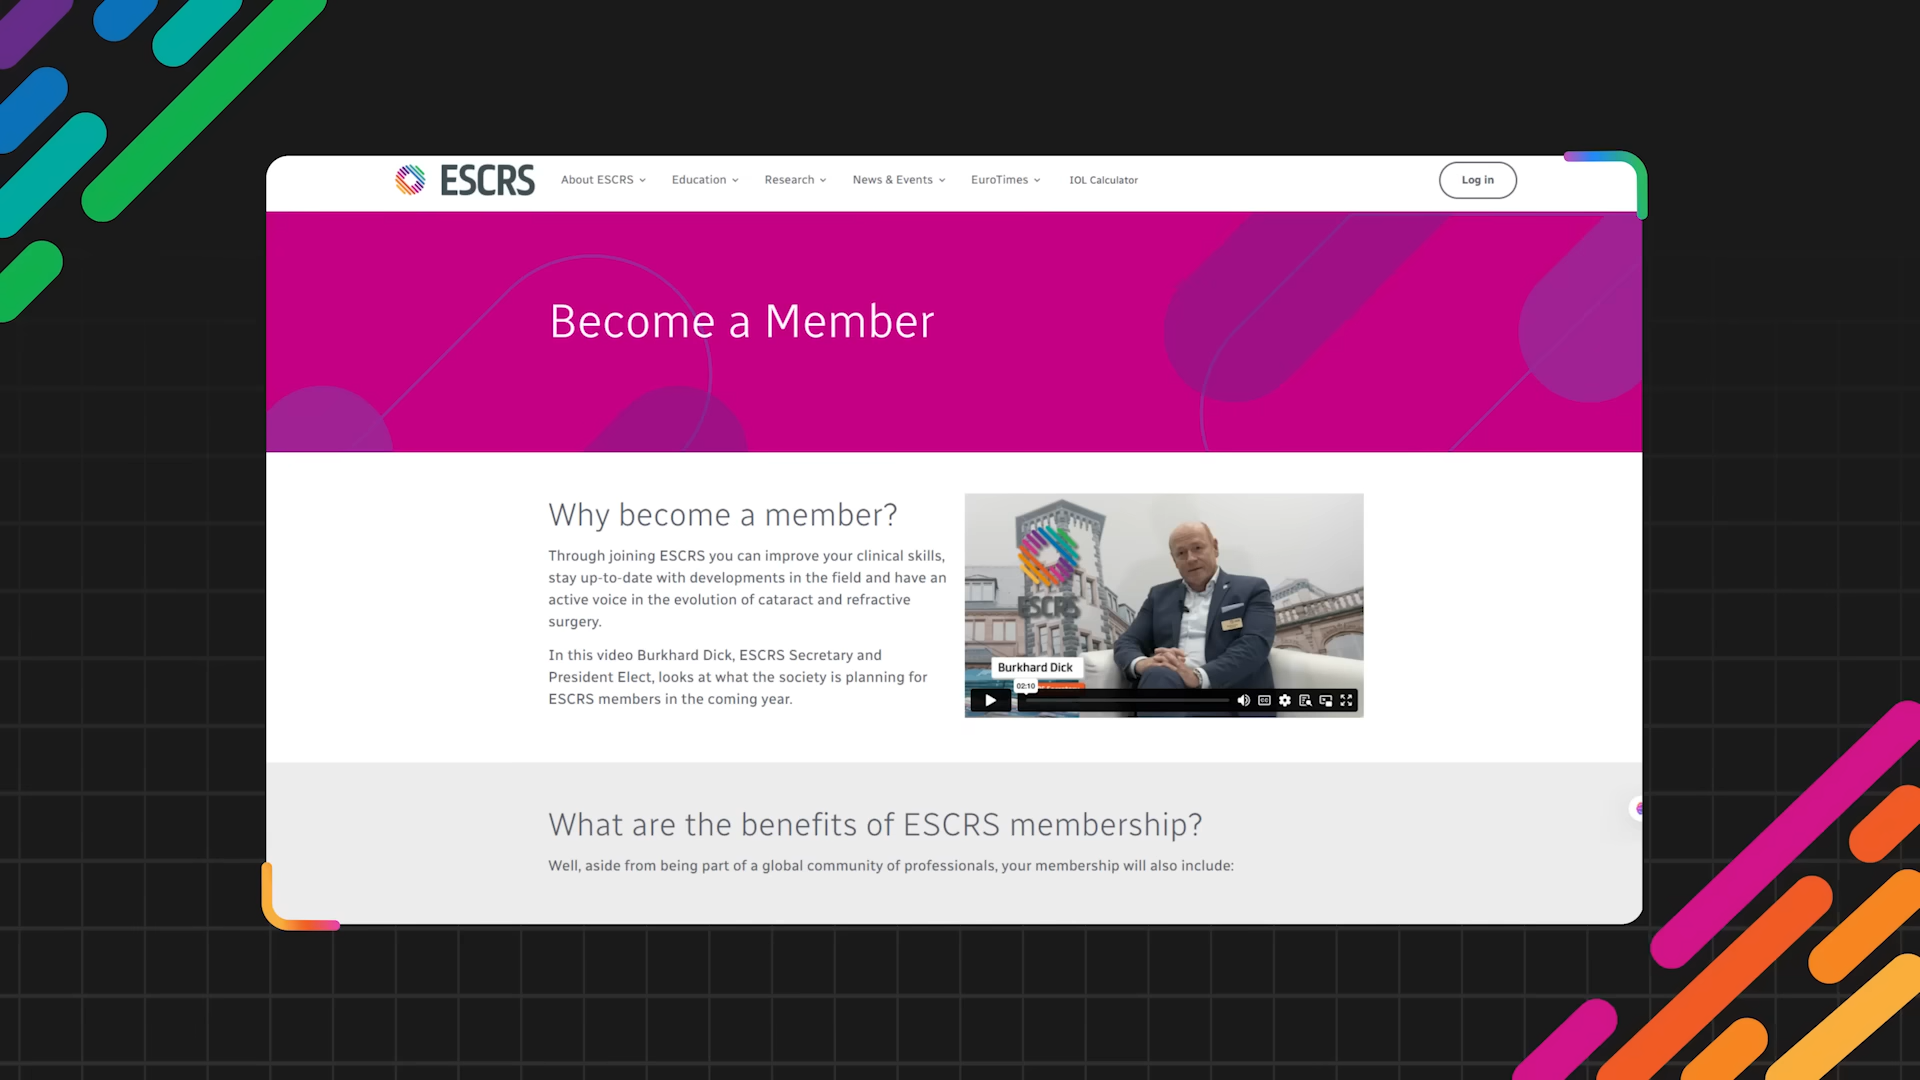 ESCRS
About ESCRS
Education
Research
News & Events
EuroTimes
IOL Calculator
Log in
Become a Member
Why become a member?
Through joining ESCRS you can improve your clinical skills,
stay up-to-date with developments in the field and have an
active voice in the evolution of cataract and refractive
surgery.
In this video Burkhard Dick, ESCRS Secretary and
President Elect, looks at what the society is planning for
ESCRS members in the coming year.
ESCRS
Burkhard Dick
02:10
CC
What are the benefits of ESCRS membership?
Well, aside from being part of a global community of professionals, your membership will also include: